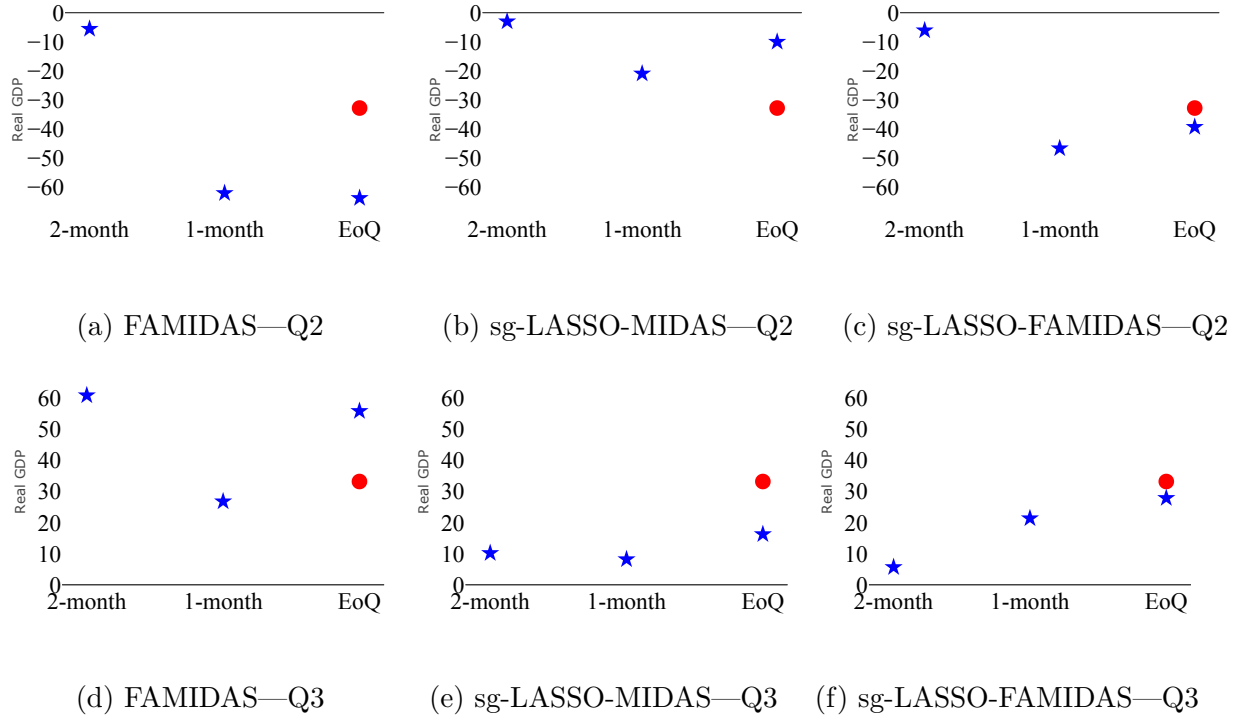 0
−10
−20
−30
−40
−50
−60
Real GDP
2-month 1-month EoQ
(a) FAMIDAS—Q2
0
−10
−20
−30
−40
−50
−60
Real GDP
2-month 1-month EoQ
(b) sg-LASSO-MIDAS—Q2
0
−10
−20
−30
−40
−50
−60
Real GDP
2-month 1-month EoQ
(c) sg-LASSO-FAMIDAS—Q2
60
50
40
30
20
10
0
Real GDP
2-month 1-month EoQ
(d) FAMIDAS—Q3
60
50
40
30
20
10
0
Real GDP
2-month 1-month EoQ
(e) sg-LASSO-MIDAS—Q3
60
50
40
30
20
10
0
Real GDP
2-month 1-month EoQ
(f) sg-LASSO-FAMIDAS—Q3